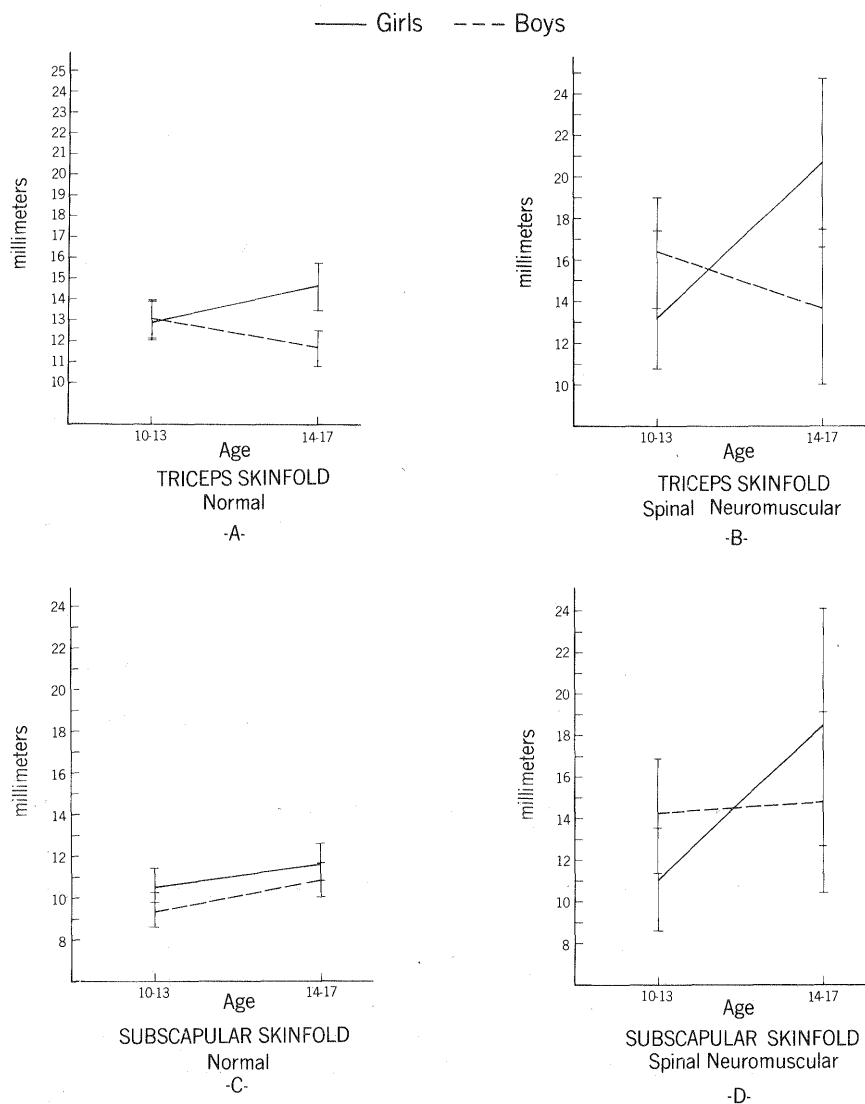 Girls Boys
millimeters
25
24
23
22
21
20
19
18
17
16
15
14
13
12
11
10
10-13 14-17
Age
TRICEPS SKINFOLD
Normal
-A-
millimeters
24
22
20
18
16
14
12
10
10-13 14-17
Age
TRICEPS SKINFOLD
Spinal Neuromuscular
-B-
millimeters
24
22
20
18
16
14
12
10
8
10-13 14-17
Age
SUBSCAPULAR SKINFOLD
Normal
-C-
millimeters
24
22
20
18
16
14
12
10
8
10-13 14-17
Age
SUBSCAPULAR SKINFOLD
Spinal Neuromuscular
-D-